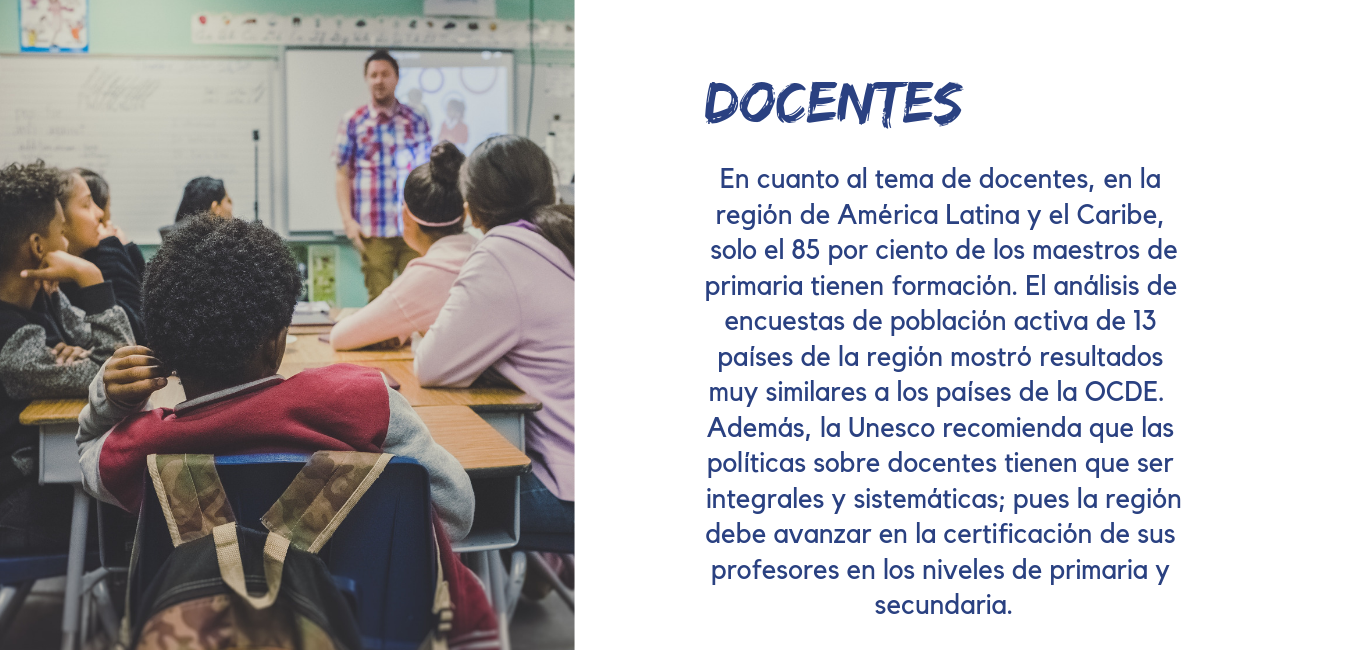 DOCENTES
En cuanto al tema de docentes, en la
región de América Latina y el Caribe,
solo el 85 por ciento de los maestros de
primaria tienen formación. El análisis de
encuestas de población activa de 13
países de la región mostró resultados
muy similares a los países de la OCDE.
Además, la Unesco recomienda que las
políticas sobre docentes tienen que ser
integrales y sistemáticas; pues la región
debe avanzar en la certificación de sus
profesores en los niveles de primaria y
secundaria.